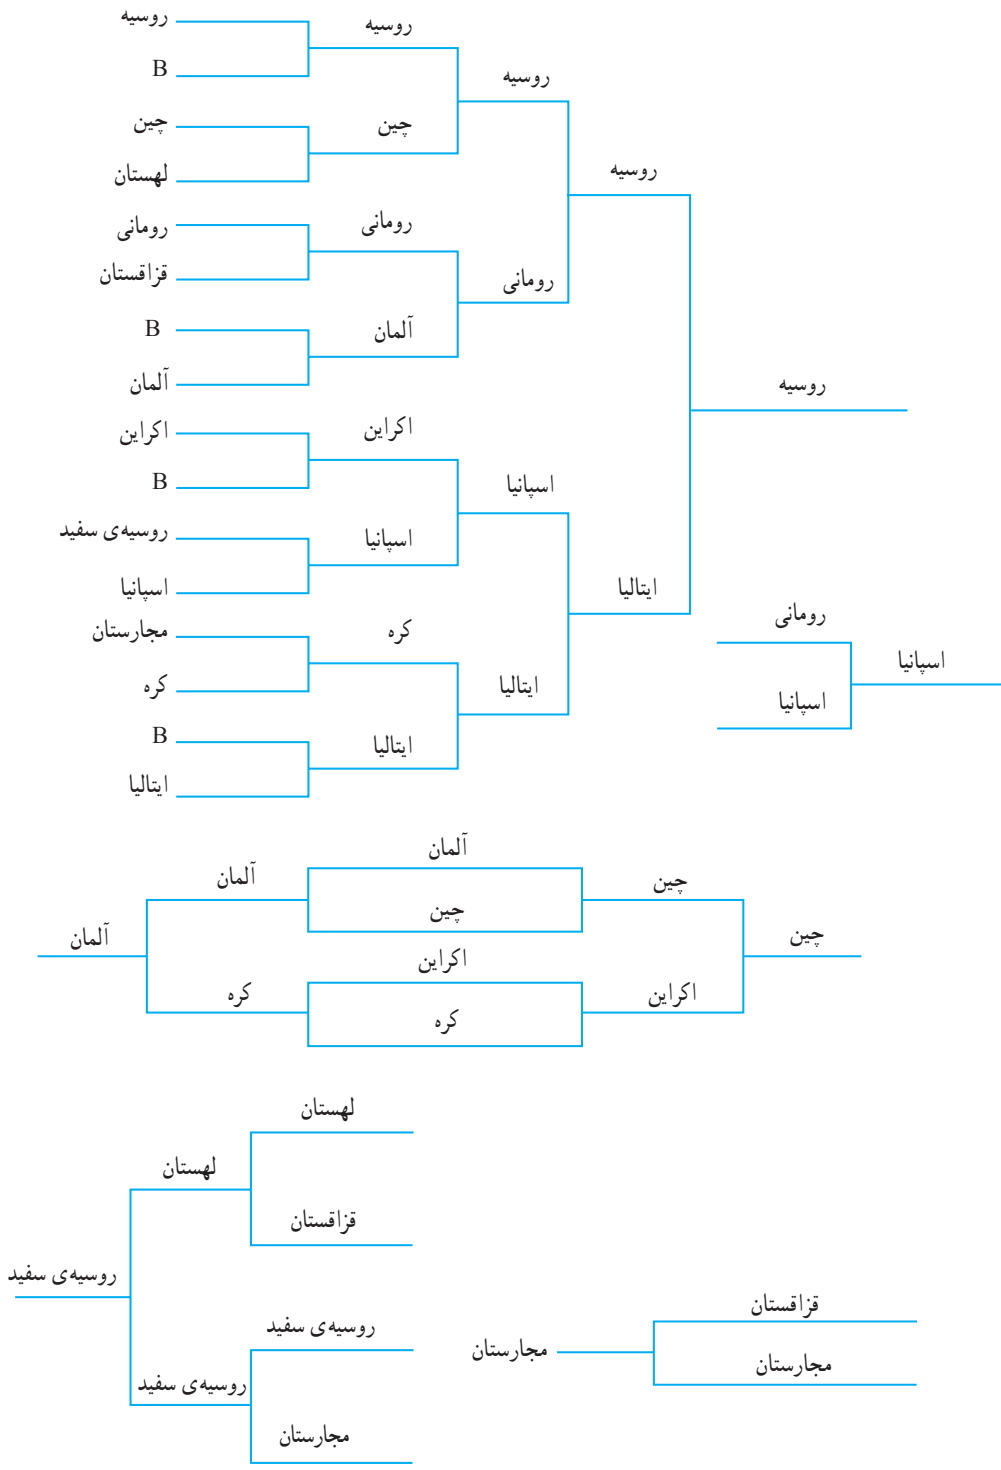 روسیه
B
چین
لهستان
رومانی
قزاقستان
B
آلمان
اکراین
B
روسیه‌ی سفید
اسپانیا
مجارستان
کره
B
ایتالیا
روسیه
چین
رومانی
آلمان
اکراین
اسپانیا
کره
ایتالیا
روسیه
رومانی
اسپانیا
ایتالیا
روسیه
ایتالیا
روسیه
رومانی
اسپانیا
اسپانیا
آلمان
چین
اکراین
کره
آلمان
کره
آلمان
چین
اکراین
چین
لهستان
قزاقستان
روسیه‌ی سفید
مجارستان
لهستان
روسیه‌ی سفید
روسیه‌ی سفید
قزاقستان
مجارستان
مجارستان